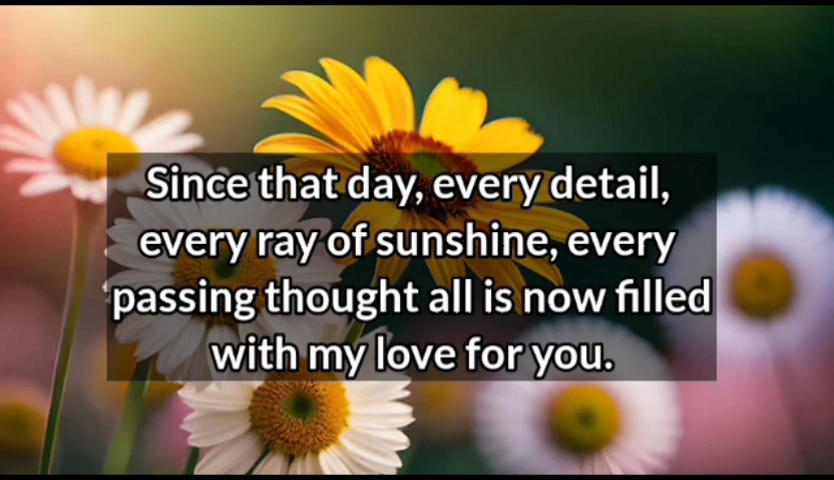 Since that day, every detail,
every ray of sunshine, every
passing thought all is now filled
with my love for you.